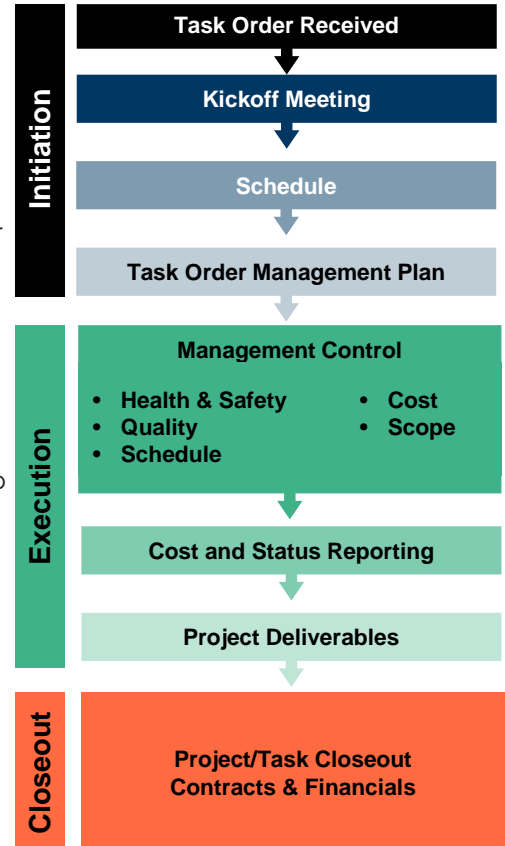 Initiation
Task Order Received
Kickoff Meeting
Schedule
Task Order Management Plan
Execution
Management Control
• Health & Safety
• Quality
• Schedule
• Cost
• Scope
Cost and Status Reporting
Project Deliverables
Closeout
Project/Task Closeout
Contracts & Financials